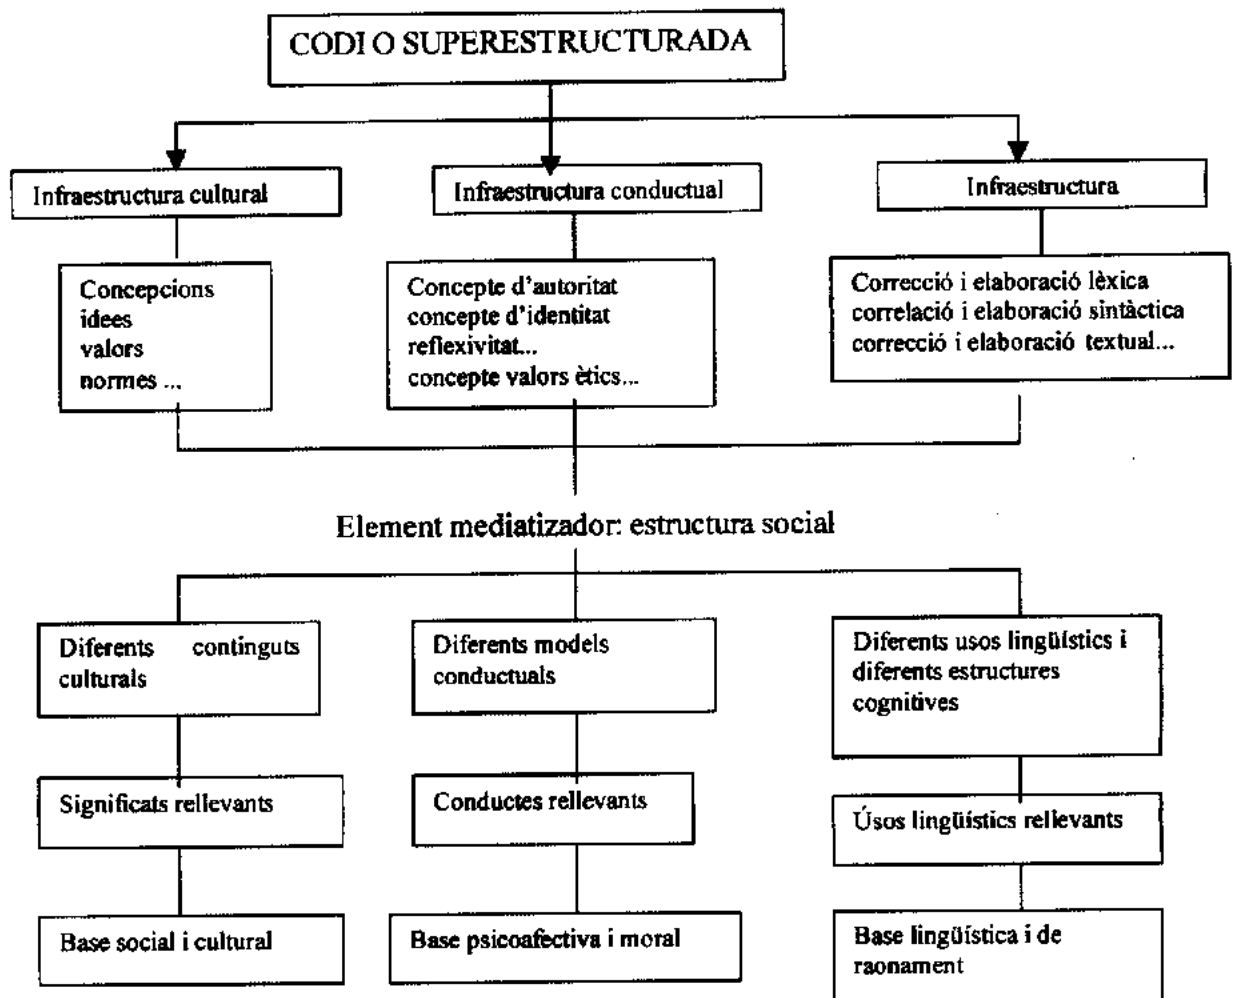 CODI O SUPERESTRUCTURADA
Infraestructura cultural
Infraestructura conductual
Infraestructura
Concepcions
idees
valors
normes ...
Concepte d'autoritat
concepte d'identitat
reflexivitat...
concepte valors ètics...
Correcció i elaboració lèxica
correlació i elaboració sintàctica
correcció i elaboració textual...
Element mediatizador: estructura social
Diferents continguts
culturals
Diferents models
conductuals
Diferents usos lingüístics i
diferents estructures
cognitives
Significats rellevants
Conductes rellevants
Úsos lingüístics rellevants
Base social i cultural
Base psicoafectiva i moral
Base lingüística i de
raonament